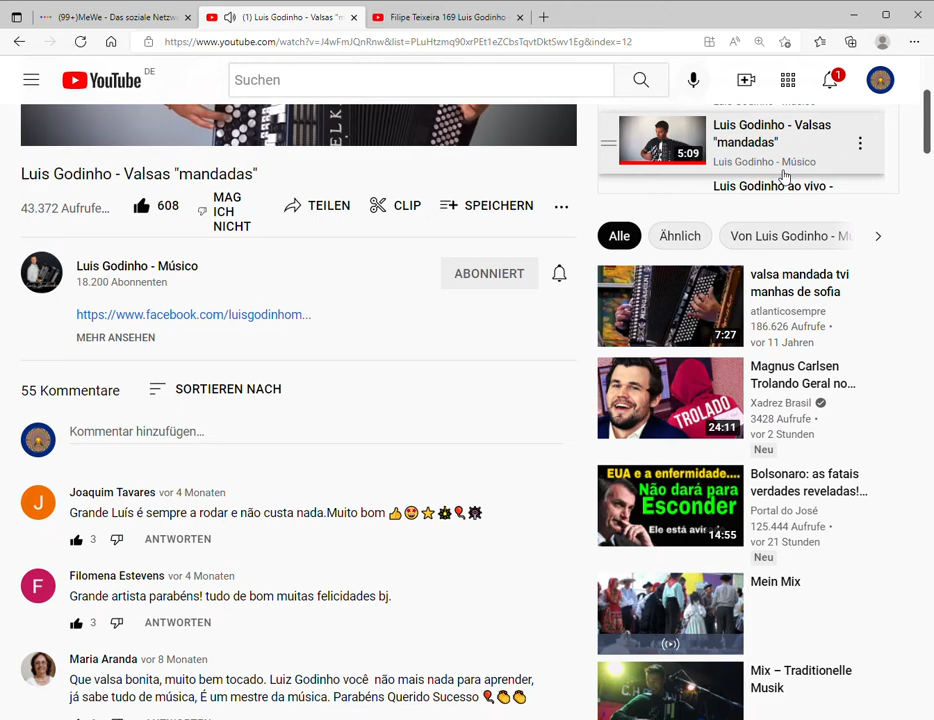 (99+)MeWe - Das soziale Netzw
(1) Luis Godinho - Valsas "m
Filipe Teixeira 169 Luis Godinho
https://www.youtube.com/watch?v=J4wFmJQnRnw&list=PLuHtzmq90xrPEt1eZCbsTqvtDktSwv1Eg&index=12
YouTube DE
Suchen
1
Luis Godinho - Valsas "mandadas"
43.372 Aufrufe...
608
MAG ICH NICHT
TEILEN
CLIP
SPEICHERN
Luis Godinho - Músico
18.200 Abonnenten
ABONNIERT
https://www.facebook.com/luisgodinhom...
MEHR ANSEHEN
55 Kommentare
SORTIEREN NACH
Kommentar hinzufügen...
J
Joaquim Tavares vor 4 Monaten
Grande Luís é sempre a rodar e não custa nada.Muito bom
3
ANTWORTEN
F
Filomena Estevens vor 4 Monaten
Grande artista parabéns! tudo de bom muitas felicidades bj.
3
ANTWORTEN
Maria Aranda vor 8 Monaten
Que valsa bonita, muito bem tocado. Luiz Godinho você não mais nada para aprender,
já sabe tudo de música, É um mestre da música. Parabéns Querido Sucesso
5:09
Luis Godinho - Valsas
"mandadas"
Luis Godinho - Músico
Luis Godinho ao vivo -
Alle
Ähnlich
Von Luis Godinho - Mú
7:27
valsa mandada tvi
manhas de sofia
atlanticosempre
186.626 Aufrufe •
vor 11 Jahren
TROLADO
24:11
Magnus Carlsen
Trolando Geral no...
Xadrez Brasil
3428 Aufrufe •
vor 2 Stunden
Neu
EUA e a enfermidade....
Não dará para
Esconder
Ele está
14:55
Bolsonaro: as fatais
verdades reveladas!...
Portal do José
125.444 Aufrufe •
vor 21 Stunden
Neu
Mein Mix
Mix – Traditionelle
Musik